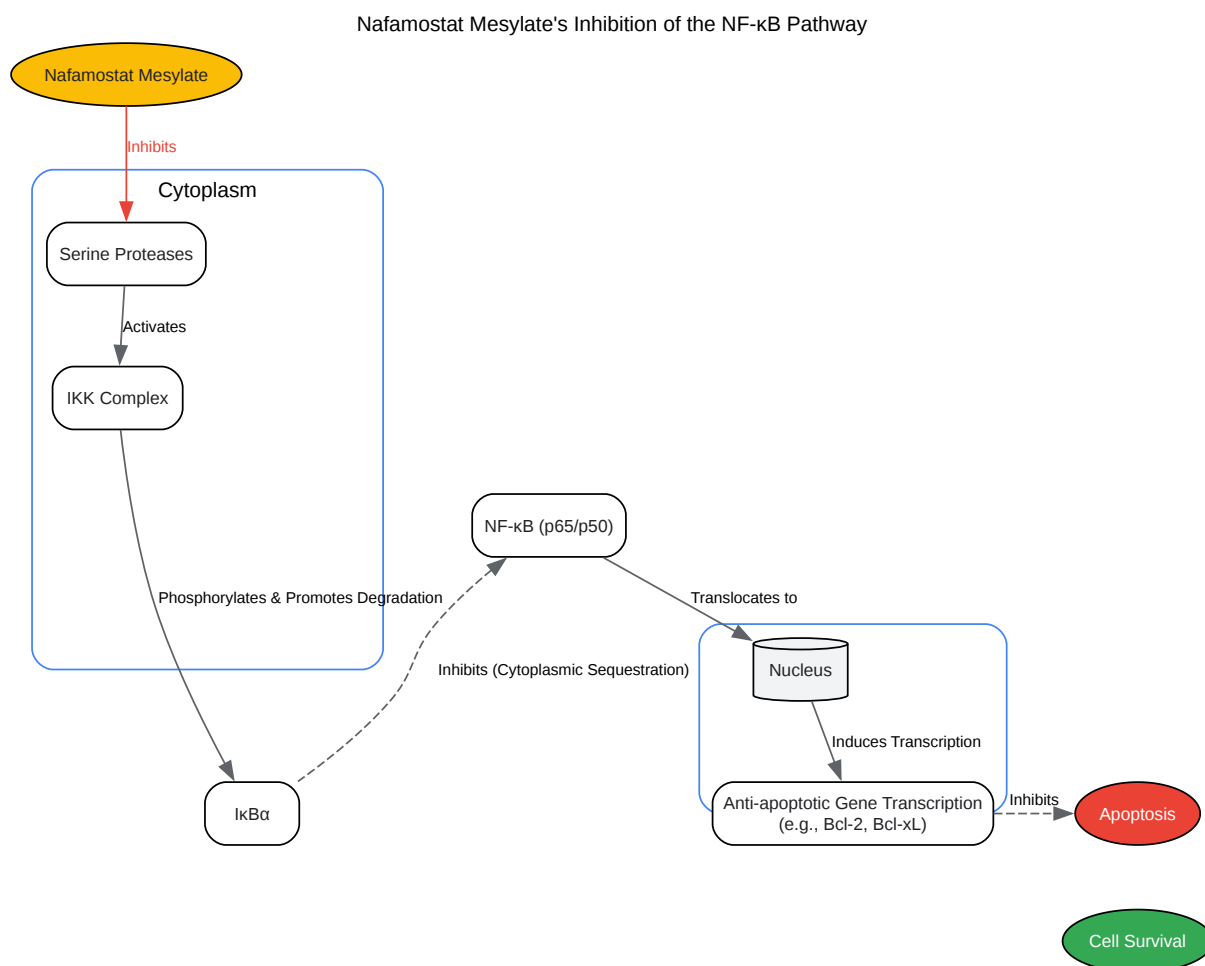 Nafamostat Mesylate's Inhibition of the NF-κB Pathway
Nafamostat Mesylate
Inhibits
Cytoplasm
Serine Proteases
Activates
IKK Complex
NF-κB (p65/p50)
Phosphorylates & Promotes Degradation
Translocates to
Inhibits (Cytoplasmic Sequestration)
Nucleus
Induces Transcription
IκBα
Anti-apoptotic Gene Transcription
(e.g., Bcl-2, Bcl-xL)
Inhibits
Apoptosis
Cell Survival